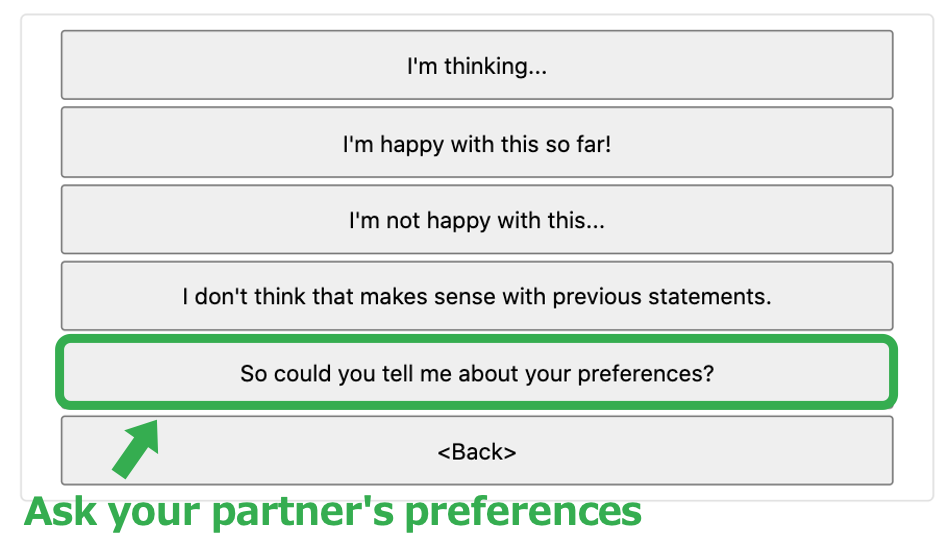 I'm thinking...
I'm happy with this so far!
I'm not happy with this...
I don't think that makes sense with previous statements.
So could you tell me about your preferences?
<Back>
Ask your partner's preferences